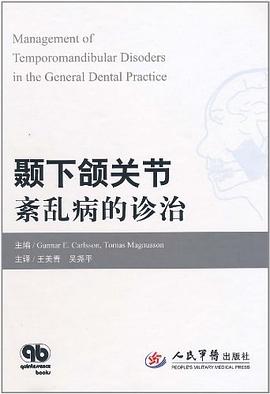 Management of
Temporomandibular Disoders
in the General Dental Practice
颞下颌关节
紊乱病的诊治
主编/Gunnar E. Carlsson, Tomas Magnusson
主译/王美青 吴尧平
qb
quintessence
books
人民军医出版社
PEOPLE'S MILITARY MEDICAL PRESS